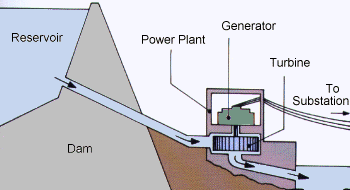 Generator
Reservoir
Power Plant
Turbine
To
Substation
Dam